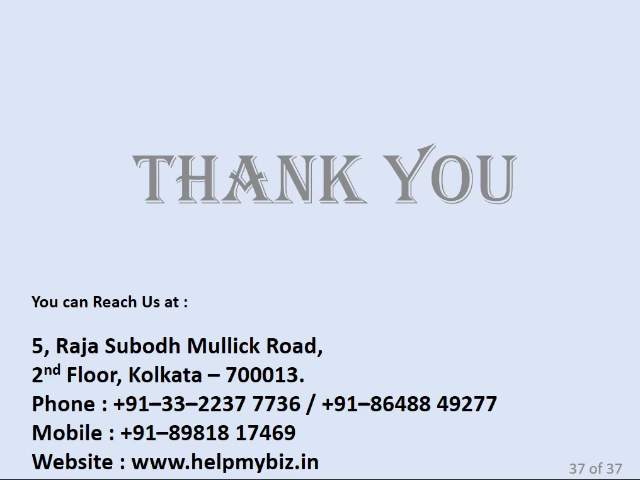 THANK YOU
You can Reach Us at :
5, Raja Subodh Mullick Road,
2nd Floor, Kolkata – 700013.
Phone : +91–33–2237 7736 / +91–86488 49277
Mobile : +91–89818 17469
Website : www.helpmybiz.in
37 of 37